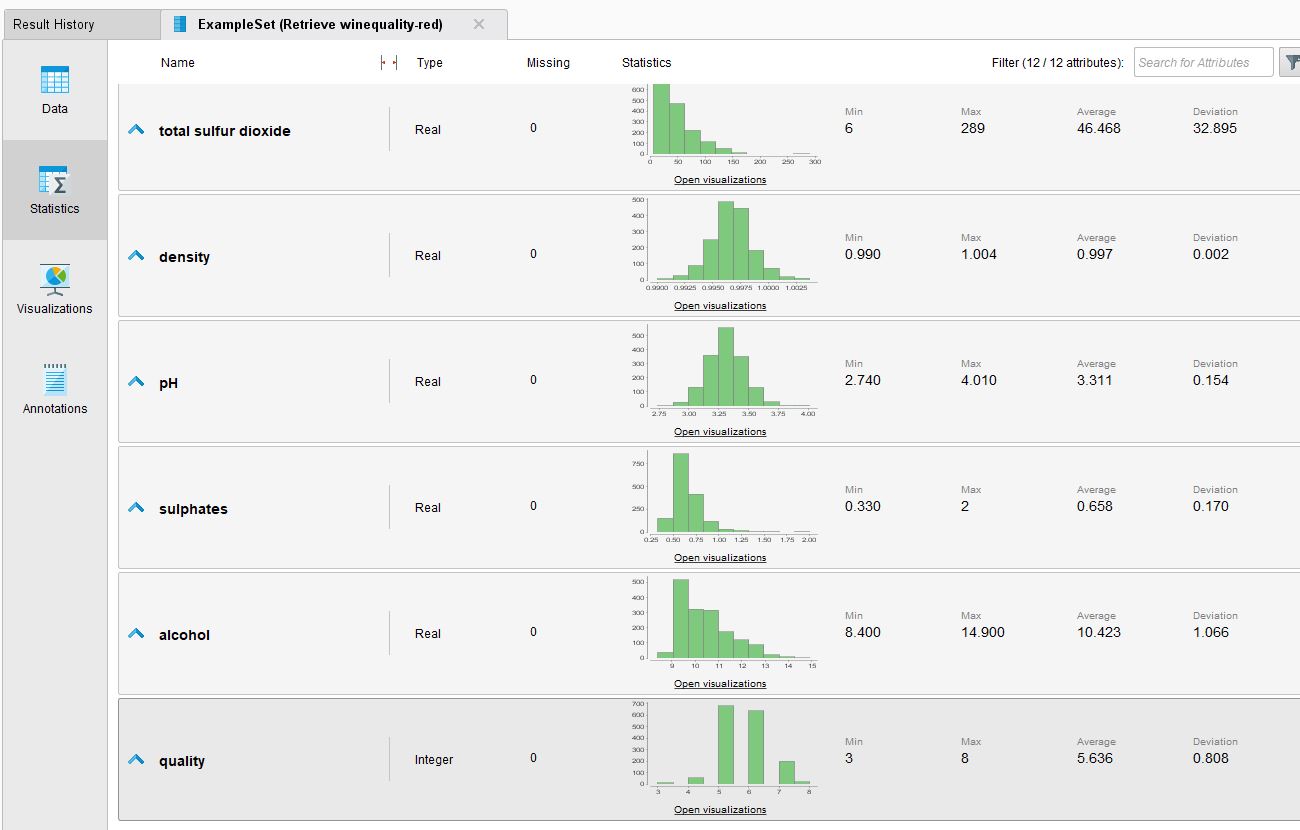 Result History
ExampleSet (Retrieve winequality-red)
Name Type Missing Statistics Filter (12 / 12 attributes): Search for Attributes
Data
Statistics
Visualizations
Annotations
600
500
400
300
200
100
0
0 50 100 150 200 250 300
total sulfur dioxide Real 0
Min Max Average Deviation
6 289 46.468 32.895
Open visualizations
500
400
300
200
100
0
0.9900 0.9925 0.9950 0.9975 1.0000 1.0025
density Real 0
Min Max Average Deviation
0.990 1.004 0.997 0.002
Open visualizations
500
400
300
200
100
0
2.75 3.00 3.25 3.50 3.75 4.00
pH Real 0
Min Max Average Deviation
2.740 4.010 3.311 0.154
Open visualizations
750
500
250
0
0.25 0.50 0.75 1.00 1.25 1.50 1.75 2.00
sulphates Real 0
Min Max Average Deviation
0.330 2 0.658 0.170
Open visualizations
500
400
300
200
100
0
9 10 11 12 13 14 15
alcohol Real 0
Min Max Average Deviation
8.400 14.900 10.423 1.066
Open visualizations
700
600
500
400
300
200
100
0
3 4 5 6 7 8
quality Integer 0
Min Max Average Deviation
3 8 5.636 0.808
Open visualizations